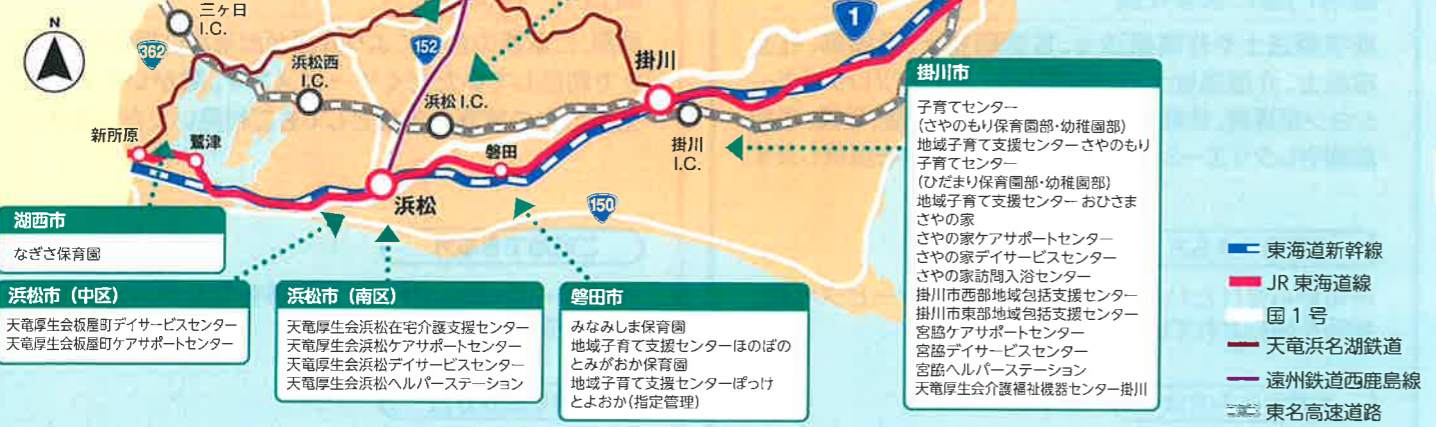 N
三ヶ日
I.C.
362
152
1
浜松西
I.C.
浜松 I.C.
掛川
掛川
I.C.
新所原
鷲津
磐田
浜松
150
湖西市
なぎさ保育園
浜松市（中区）
天竜厚生会板屋町デイサービスセンター
天竜厚生会板屋町ケアサポートセンター
浜松市（南区）
天竜厚生会浜松在宅介護支援センター
天竜厚生会浜松ケアサポートセンター
天竜厚生会浜松デイサービスセンター
天竜厚生会浜松ヘルパーステーション
磐田市
みなみしま保育園
地域子育て支援センターほのぼの
とみがおか保育園
地域子育て支援センターぽっけ
とよおか(指定管理)
掛川市
子育てセンター
(さやのもり保育園部・幼稚園部)
地域子育て支援センターさやのもり
子育てセンター
(ひだまり保育園部・幼稚園部)
地域子育て支援センター おひさま
さやの家
さやの家ケアサポートセンター
さやの家デイサービスセンター
さやの家訪問入浴センター
掛川市西部地域包括支援センター
掛川市東部地域包括支援センター
宮脇ケアサポートセンター
宮脇デイサービスセンター
宮脇ヘルパーステーション
天竜厚生会介護福祉機器センター掛川
東海道新幹線
JR 東海道線
国 1 号
天竜浜名湖鉄道
遠州鉄道西鹿島線
東名高速道路